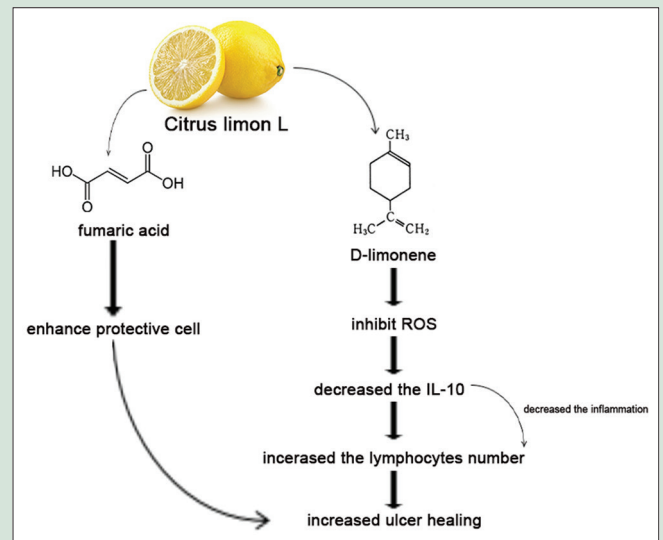 Citrus limon L
CH₃
O
HO
OH
O
fumaric acid
H₃C
C
CH₂
D-limonene
enhance protective cell
inhibit ROS
decreased the IL-10
decreased the inflammation
incerased the lymphocytes number
increased ulcer healing